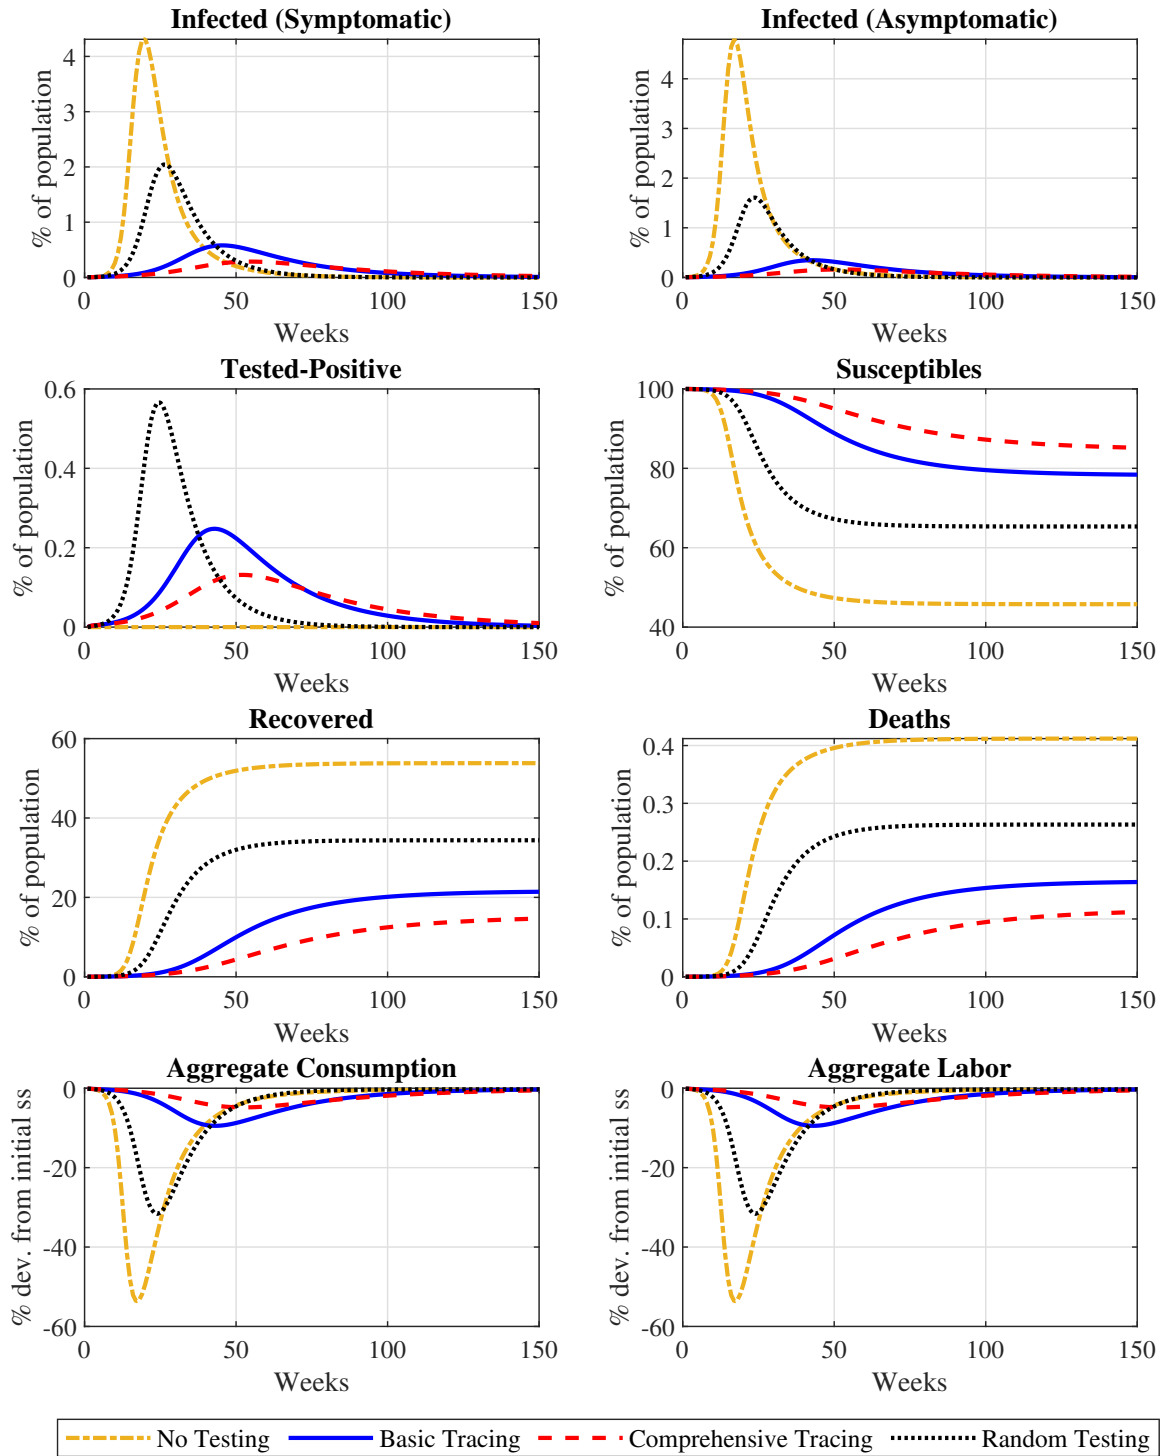 Infected (Symptomatic)
% of population
4
3
2
1
0
0 50 100 150
Weeks
Infected (Asymptomatic)
% of population
4
3
2
1
0
0 50 100 150
Weeks
Tested-Positive
% of population
0.6
0.4
0.2
0
0 50 100 150
Weeks
Susceptibles
% of population
100
80
60
40
0 50 100 150
Weeks
Recovered
% of population
60
40
20
0
0 50 100 150
Weeks
Deaths
% of population
0.4
0.3
0.2
0.1
0
0 50 100 150
Weeks
Aggregate Consumption
% dev. from initial ss
0
-20
-40
-60
0 50 100 150
Weeks
Aggregate Labor
% dev. from initial ss
0
-20
-40
-60
0 50 100 150
Weeks
No Testing Basic Tracing Comprehensive Tracing Random Testing